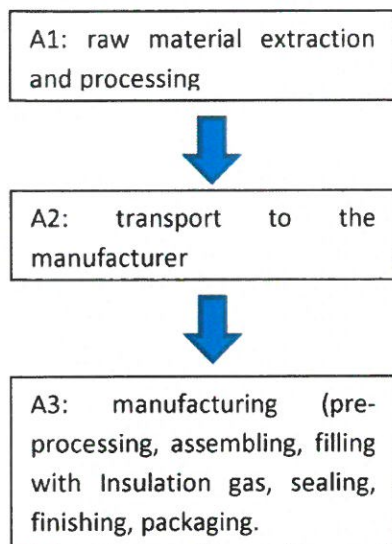 A1: raw material extraction
and processing
A2: transport to the
manufacturer
A3: manufacturing (pre-
processing, assembling, filling
with Insulation gas, sealing,
finishing, packaging.